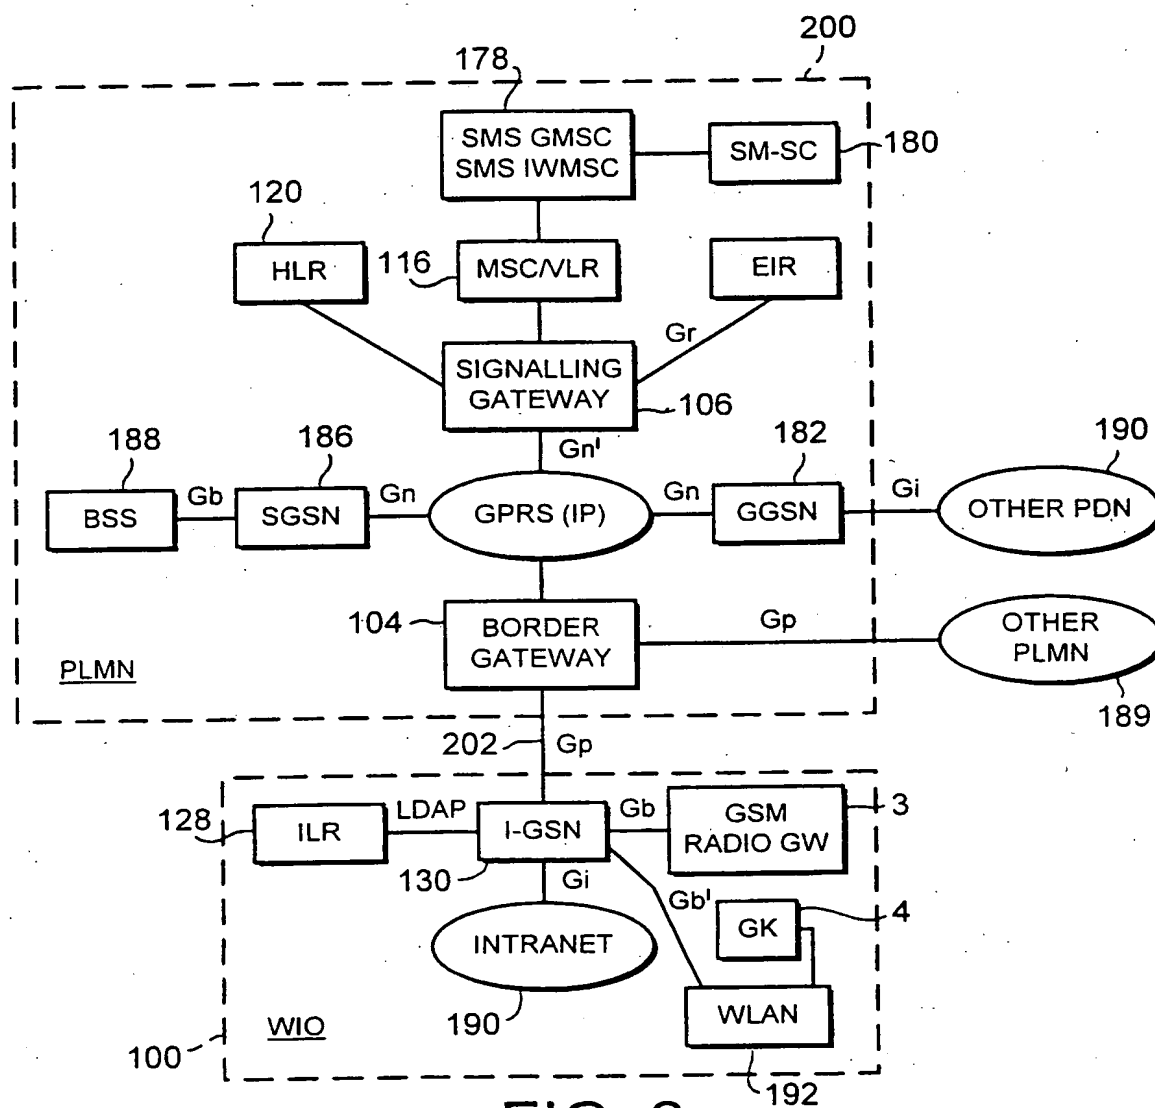 200
178
SMS GMSC
SMS IWMSC
SM-SC
180
120
HLR
116
MSC/VLR
EIR
Gr
SIGNALLING
GATEWAY
106
188
186
Gn'
182
190
BSS
Gb
SGSN
Gn
GPRS (IP)
Gn
GGSN
Gi
OTHER PDN
104
BORDER
GATEWAY
Gp
OTHER
PLMN
PLMN
189
202
Gp
128
ILR
LDAP
I-GSN
Gb
GSM
RADIO GW
3
130
Gi
Gb'
GK
4
INTRANET
190
WLAN
192
100
WIO